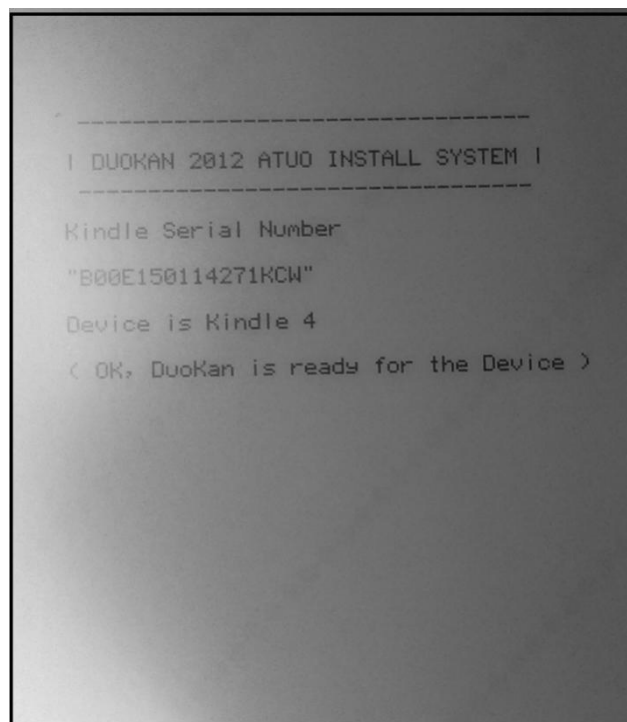 ---------------------------------
| DUOKAN 2012 ATUO INSTALL SYSTEM |
---------------------------------
Kindle Serial Number
"B00E150114271KCW"
Device is Kindle 4
( OK, DuoKan is ready for the Device )